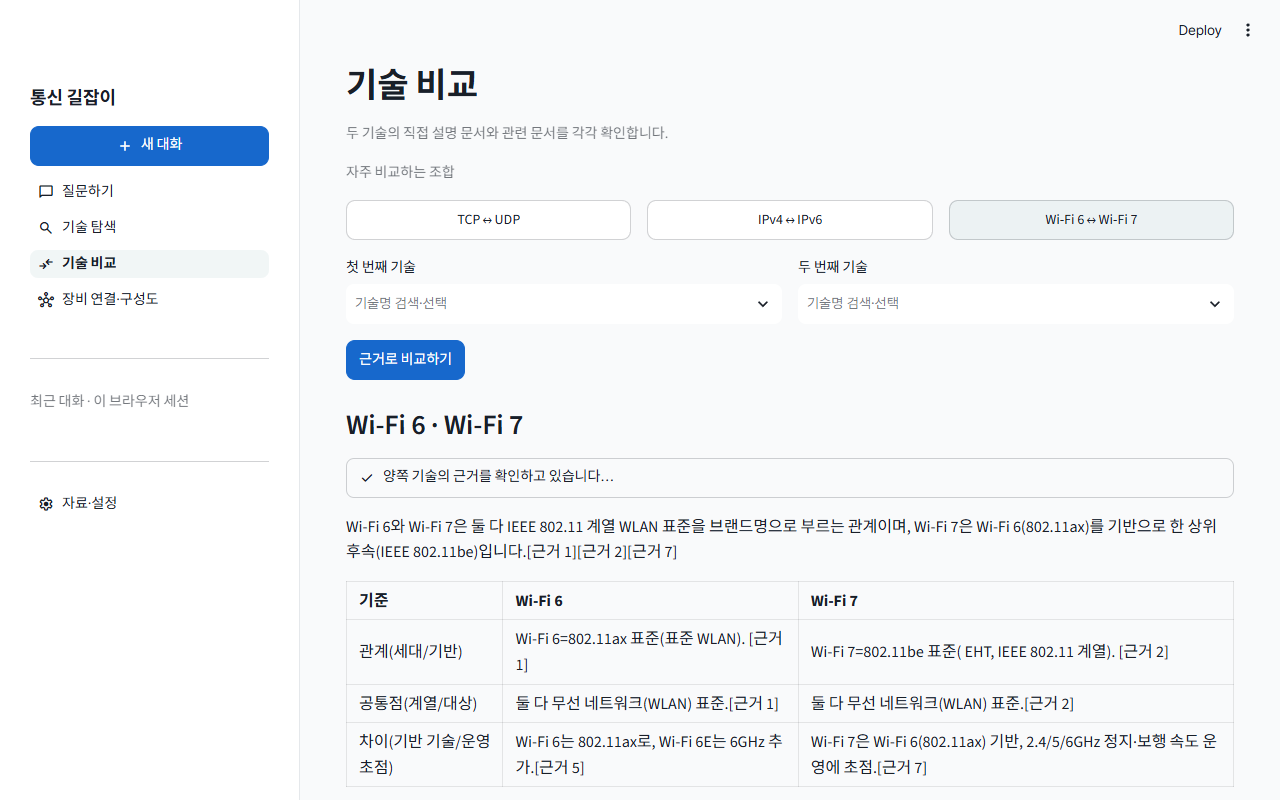 Deploy
통신 길잡이
+ 새 대화
질문하기
기술 탐색
기술 비교
장비 연결·구성도
최근 대화 · 이 브라우저 세션
자료·설정
기술 비교
두 기술의 직접 설명 문서와 관련 문서를 각각 확인합니다.
자주 비교하는 조합
TCP ↔ UDP
IPv4 ↔ IPv6
Wi-Fi 6 ↔ Wi-Fi 7
첫 번째 기술
두 번째 기술
기술명 검색·선택
기술명 검색·선택
근거로 비교하기
Wi-Fi 6 · Wi-Fi 7
양쪽 기술의 근거를 확인하고 있습니다…
Wi-Fi 6와 Wi-Fi 7은 둘 다 IEEE 802.11 계열 WLAN 표준을 브랜드명으로 부르는 관계이며, Wi-Fi 7은 Wi-Fi 6(802.11ax)를 기반으로 한 상위
후속(IEEE 802.11be)입니다.[근거 1][근거 2][근거 7]
기준
Wi-Fi 6
Wi-Fi 7
관계(세대/기반)
Wi-Fi 6=802.11ax 표준(표준 WLAN). [근거
1]
Wi-Fi 7=802.11be 표준( EHT, IEEE 802.11 계열). [근거 2]
공통점(계열/대상)
둘 다 무선 네트워크(WLAN) 표준.[근거 1]
둘 다 무선 네트워크(WLAN) 표준.[근거 2]
차이(기반 기술/운영
초점)
Wi-Fi 6는 802.11ax로, Wi-Fi 6E는 6GHz 추
가.[근거 5]
Wi-Fi 7은 Wi-Fi 6(802.11ax) 기반, 2.4/5/6GHz 정지·보행 속도 운
영에 초점.[근거 7]